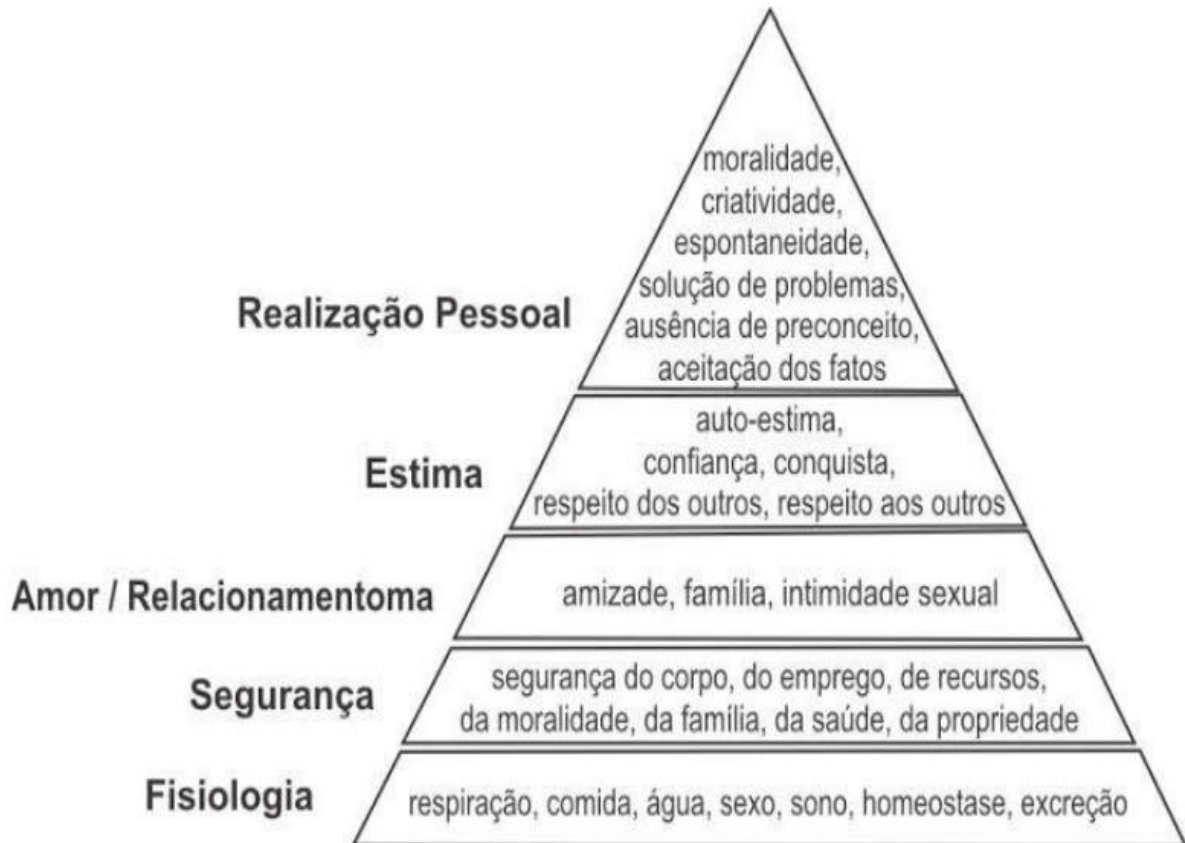 moralidade,
criatividade,
espontaneidade,
solução de problemas,
Realização Pessoal
ausência de preconceito,
aceitação dos fatos
auto-estima,
Estima
confiança, conquista,
respeito dos outros, respeito aos outros
Amor / Relacionamentoma
amizade, família, intimidade sexual
Segurança
segurança do corpo, do emprego, de recursos,
da moralidade, da família, da saúde, da propriedade
Fisiologia
respiração, comida, água, sexo, sono, homeostase, excreção